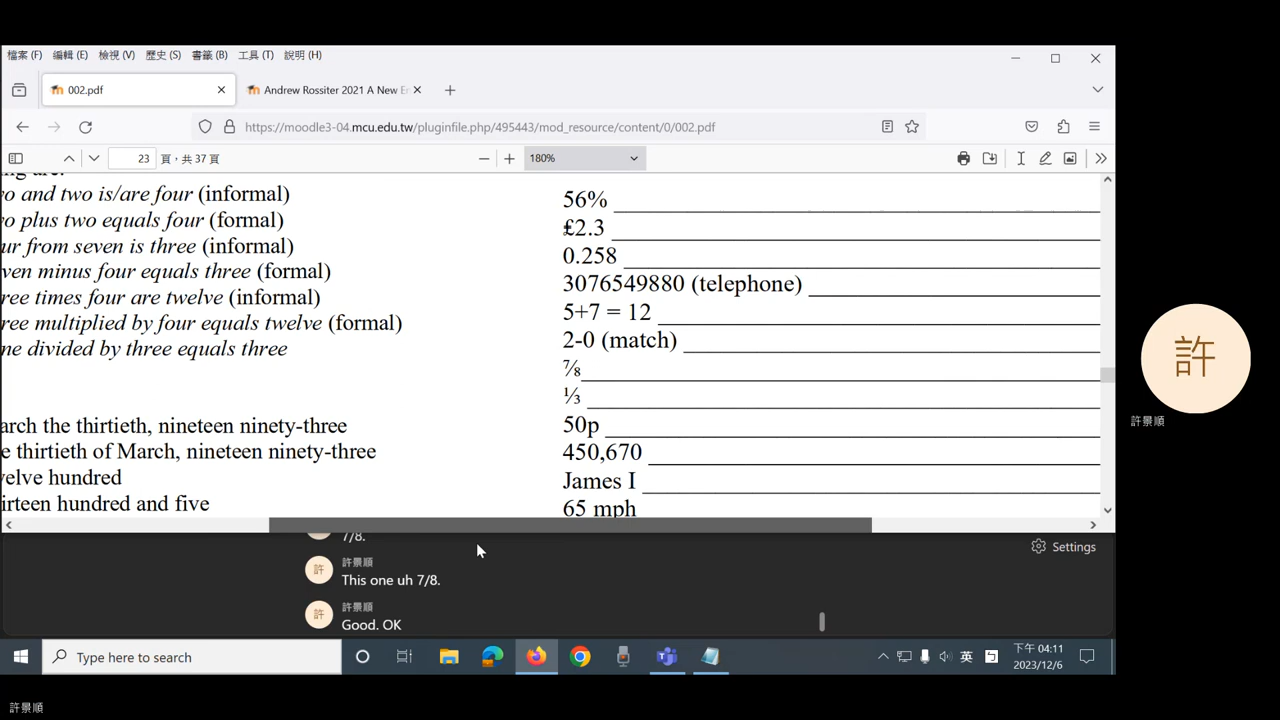 檔案 (F) 編輯 (E) 檢視 (V) 歷史 (S) 書籤 (B) 工具 (T) 說明 (H)
002.pdf
Andrew Rossiter 2021 A New En
https://moodle3-04.mcu.edu.tw/pluginfile.php/495443/mod_resource/content/0/002.pdf
23 頁，共 37 頁
180%
wo and two is/are four (informal)
wo plus two equals four (formal)
ur from seven is three (informal)
ven minus four equals three (formal)
ree times four are twelve (informal)
ree multiplied by four equals twelve (formal)
ne divided by three equals three
arch the thirtieth, nineteen ninety-three
e thirtieth of March, nineteen ninety-three
velve hundred
irteen hundred and five
56%
£2.3
0.258
3076549880 (telephone)
5+7 = 12
2-0 (match)
⅞
⅓
50p
450,670
James I
65 mph
7/8.
許景順
This one uh 7/8.
許景順
Good. OK
許
許
許
許景順
Settings
Type here to search
英
下午 04:11
2023/12/6
許景順